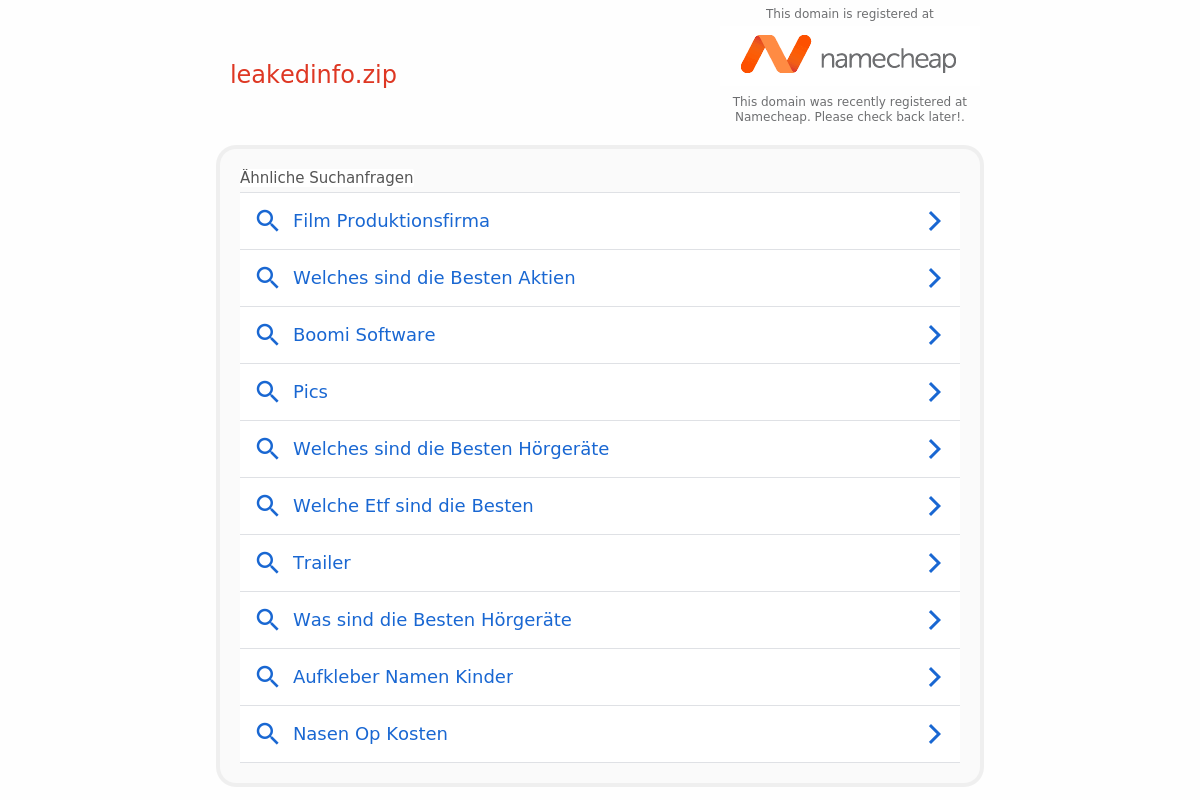 This domain is registered at
namecheap
leakedinfo.zip
This domain was recently registered at
Namecheap. Please check back later!.
Ähnliche Suchanfragen
Film Produktionsfirma
Welches sind die Besten Aktien
Boomi Software
Pics
Welches sind die Besten Hörgeräte
Welche Etf sind die Besten
Trailer
Was sind die Besten Hörgeräte
Aufkleber Namen Kinder
Nasen Op Kosten